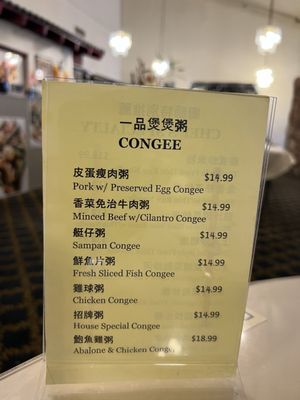 一品煲煲粥
CONGEE
皮蛋瘦肉粥 $14.99
Pork w/ Preserved Egg Congee
香菜免治牛肉粥 $14.99
Minced Beef w/Cilantro Congee
艇仔粥 $14.99
Sampan Congee
鮮魚片粥 $14.99
Fresh Sliced Fish Congee
雞球粥 $14.99
Chicken Congee
招牌粥 $14.99
House Special Congee
鮑魚雞粥 $18.99
Abalone & Chicken Congee